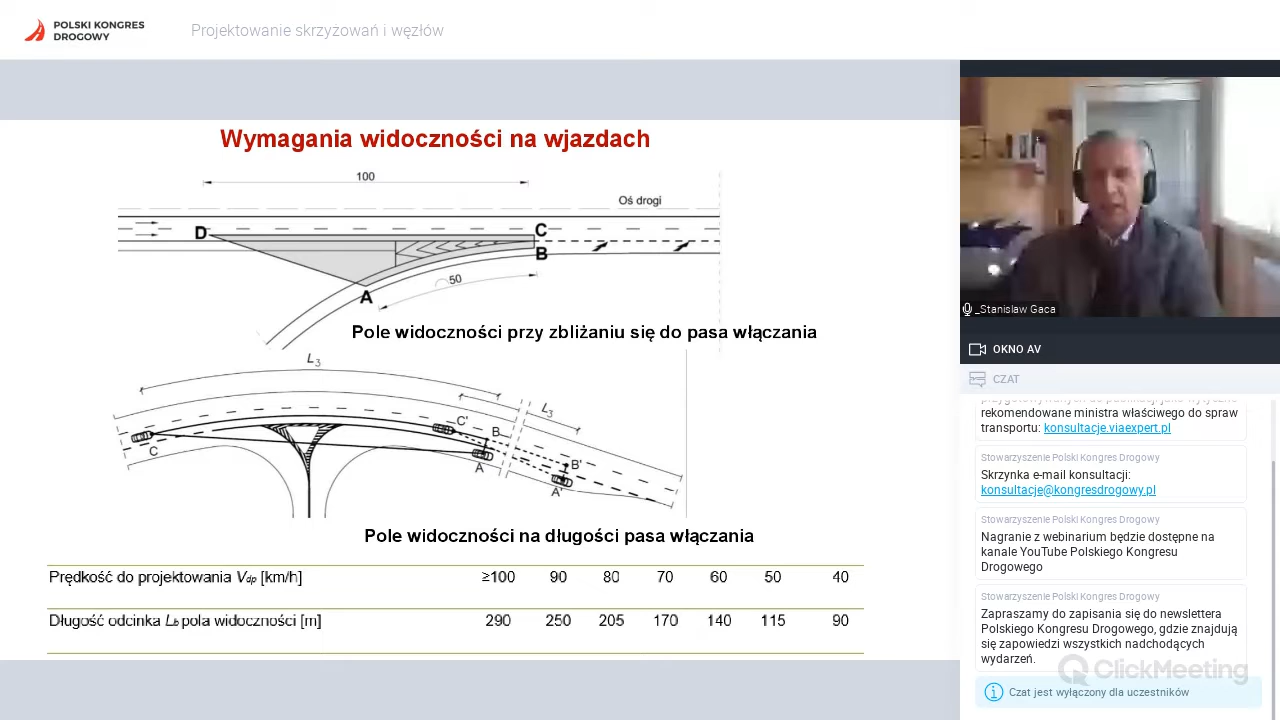 POLSKI KONGRES
DROGOWY
Projektowanie skrzyżowań i węzłów
Wymagania widoczności na wjazdach
100
Oś drogi
D
C
B
50
A
Pole widoczności przy zbliżaniu się do pasa włączania
L3
L3
C'
B
C
A
B'
A'
Pole widoczności na długości pasa włączania
Prędkość do projektowania Vdp [km/h] ≥100 90 80 70 60 50 40
Długość odcinka Lb pola widoczności [m] 290 250 205 170 140 115 90
_Stanislaw Gaca
OKNO AV
CZAT
rekomendowane ministra właściwego do spraw
transportu: konsultacje.viaexpert.pl
Stowarzyszenie Polski Kongres Drogowy
Skrzynka e-mail konsultacji:
konsultacje@kongresdrogowy.pl
Stowarzyszenie Polski Kongres Drogowy
Nagranie z webinarium będzie dostępne na
kanale YouTube Polskiego Kongresu
Drogowego
Stowarzyszenie Polski Kongres Drogowy
Zapraszamy do zapisania się do newslettera
Polskiego Kongresu Drogowego, gdzie znajdują
się zapowiedzi wszystkich nadchodzących
wydarzeń.
ClickMeeting
Czat jest wyłączony dla uczestników